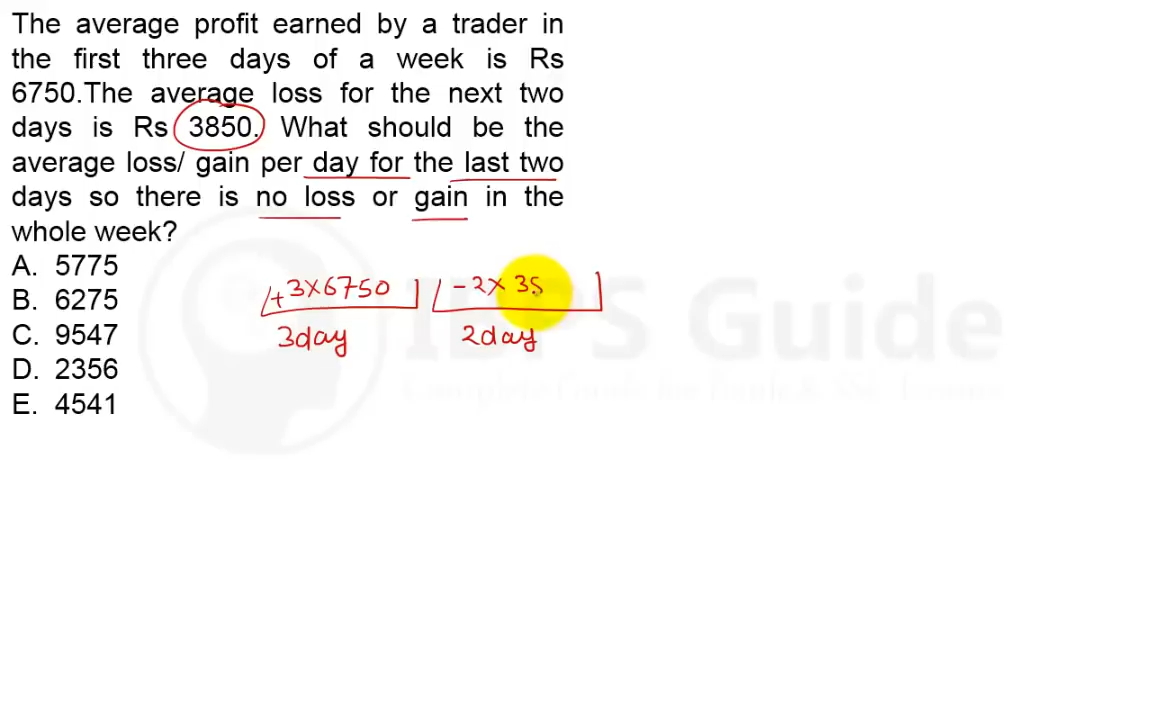 The average profit earned by a trader in
the first three days of a week is Rs
6750.The average loss for the next two
days is Rs 3850. What should be the
average loss/ gain per day for the last two
days so there is no loss or gain in the
whole week?
A. 5775
B. 6275
C. 9547
D. 2356
E. 4541
+3×6750 -2×38
3day 2day
IBPS Guide